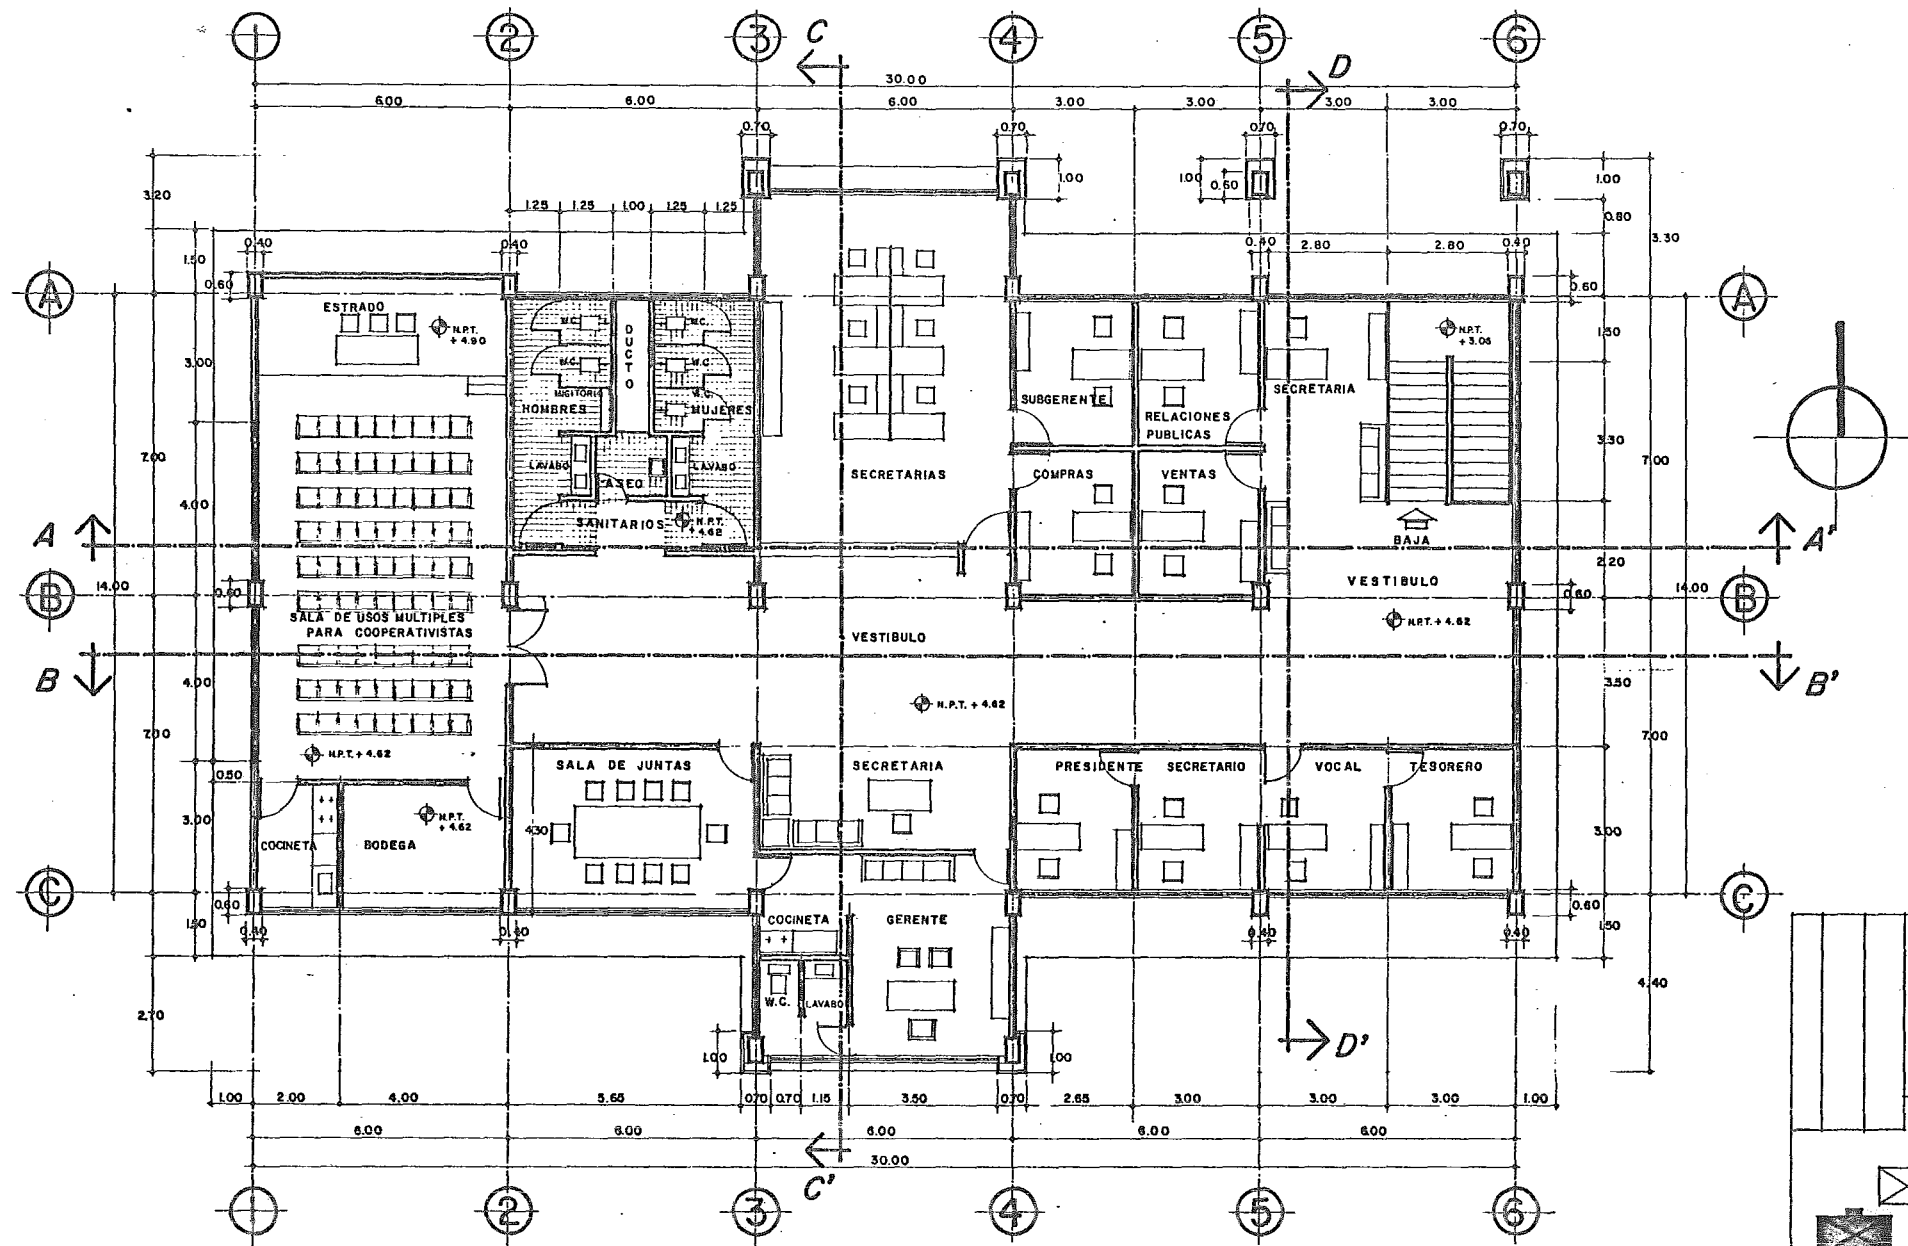 1 2 3 4 5 6
C D
30.00
6.00 6.00 6.00 3.00 3.00 3.00 3.00
0.70 0.70 0.70 0.70
3.20 1.00 1.00 0.60 1.00
1.25 1.25 1.00 1.25 1.25 0.80
0.40 0.40 0.40 2.80 2.80 0.40 3.30
1.50
0.60 0.60
A A
ESTRADO
N.P.T.
+ 4.90
W.C. W.C.
DUCTO
N.P.T.
+ 3.05
1.50
3.00 W.C. W.C.
MIGITORIO W.C.
HOMBRES MUJERES
SUBGERENTE SECRETARIA
RELACIONES
PUBLICAS
3.30
7.00 7.00
LAVABO LAVABO
SECRETARIAS COMPRAS VENTAS
ASEO
4.00
SANITARIOS N.P.T.
+ 4.62
A A'
BAJA
2.20
14.00 14.00
VESTIBULO
B 0.60 0.60 B
SALA DE USOS MULTIPLES
PARA COOPERATIVISTAS
VESTIBULO
N.P.T. + 4.62
B B'
4.00 3.50
N.P.T. + 4.62
7.00 7.00
N.P.T. + 4.62
0.50
SALA DE JUNTAS SECRETARIA PRESIDENTE SECRETARIO VOCAL TESORERO
3.00 N.P.T.
+ 4.62
4.30 3.00
COCINETA BODEGA
C C
0.60 0.60
1.50 COCINETA GERENTE 1.50
0.40 0.40 0.40 0.40
4.40
W.C. LAVABO
2.70
1.00 1.00
D'
1.00 2.00 4.00 5.65 0.70 0.70 1.15 3.50 0.70 2.65 3.00 3.00 3.00 1.00
6.00 6.00 6.00 6.00 6.00
30.00
C'
1 2 3 4 5 6